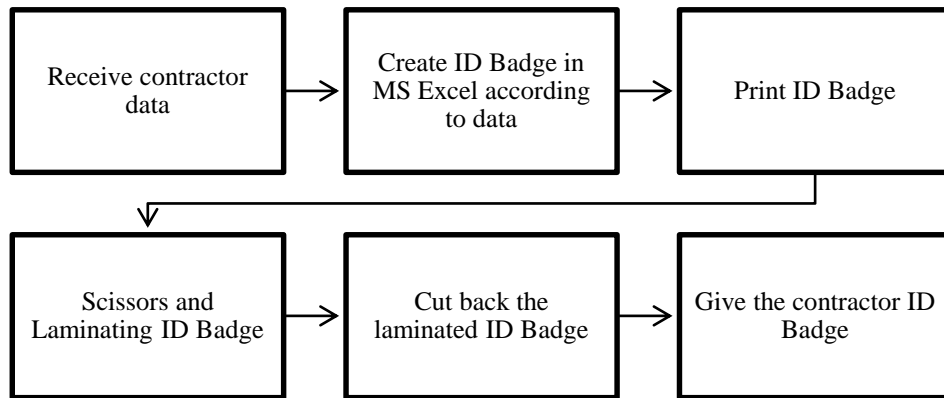 Receive contractor
data
Create ID Badge in
MS Excel according
to data
Print ID Badge
Scissors and
Laminating ID Badge
Cut back the
laminated ID Badge
Give the contractor ID
Badge